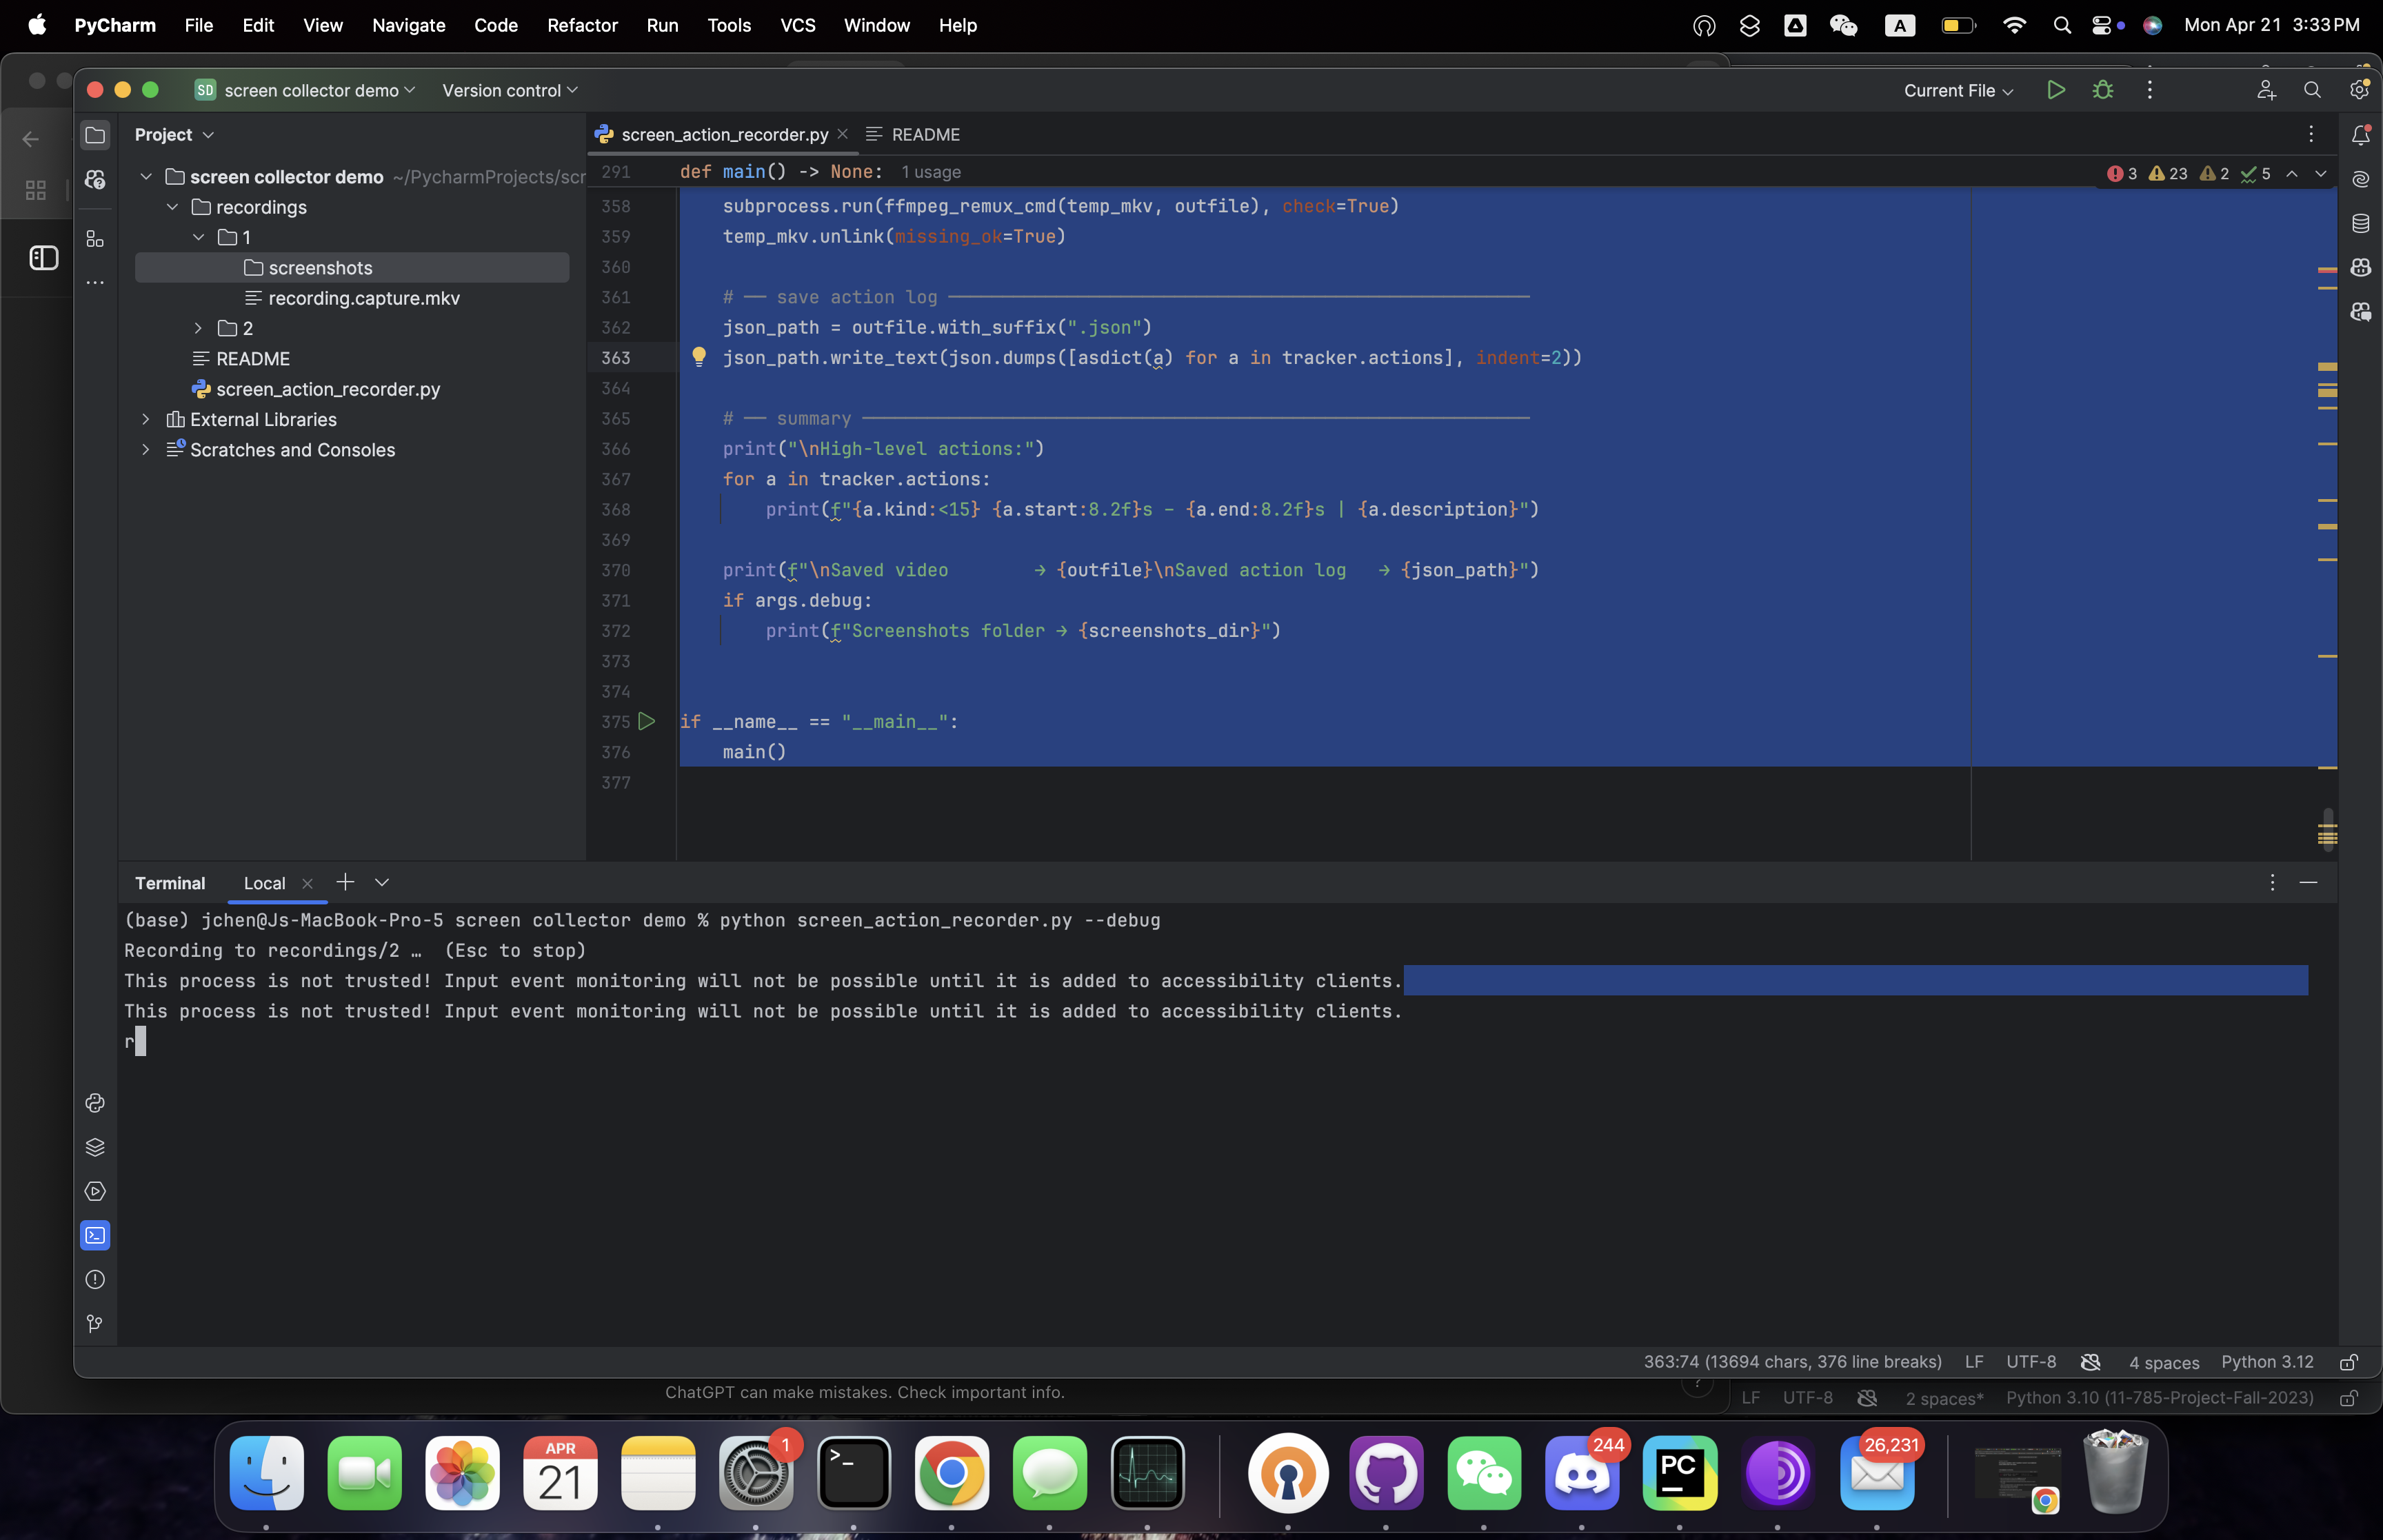 PyCharm File Edit View Navigate Code Refactor Run Tools VCS Window Help
A Mon Apr 21 3:33 PM
SD screen collector demo Version control
Current File
Project
screen collector demo ~/PycharmProjects/scr
recordings
1
screenshots
recording.capture.mkv
2
README
screen_action_recorder.py
External Libraries
Scratches and Consoles
screen_action_recorder.py README
291 def main() -> None: 1 usage
3 23 2 5
358 subprocess.run(ffmpeg_remux_cmd(temp_mkv, outfile), check=True)
359 temp_mkv.unlink(missing_ok=True)
360
361 # ── save action log ──────────────────────────────────────────────────────
362 json_path = outfile.with_suffix(".json")
363 json_path.write_text(json.dumps([asdict(a) for a in tracker.actions], indent=2))
364
365 # ── summary ──────────────────────────────────────────────────────────────
366 print("\nHigh-level actions:")
367 for a in tracker.actions:
368 print(f"{a.kind:<15} {a.start:8.2f}s – {a.end:8.2f}s | {a.description}")
369
370 print(f"\nSaved video → {outfile}\nSaved action log → {json_path}")
371 if args.debug:
372 print(f"Screenshots folder → {screenshots_dir}")
373
374
375 if __name__ == "__main__":
376 main()
377
Terminal Local
(base) jchen@Js-MacBook-Pro-5 screen collector demo % python screen_action_recorder.py --debug
Recording to recordings/2 … (Esc to stop)
This process is not trusted! Input event monitoring will not be possible until it is added to accessibility clients.
This process is not trusted! Input event monitoring will not be possible until it is added to accessibility clients.
r
363:74 (13694 chars, 376 line breaks) LF UTF-8 4 spaces Python 3.12
ChatGPT can make mistakes. Check important info.
?
LF UTF-8 2 spaces* Python 3.10 (11-785-Project-Fall-2023)
APR
21
1
>_
PC
244
26,231